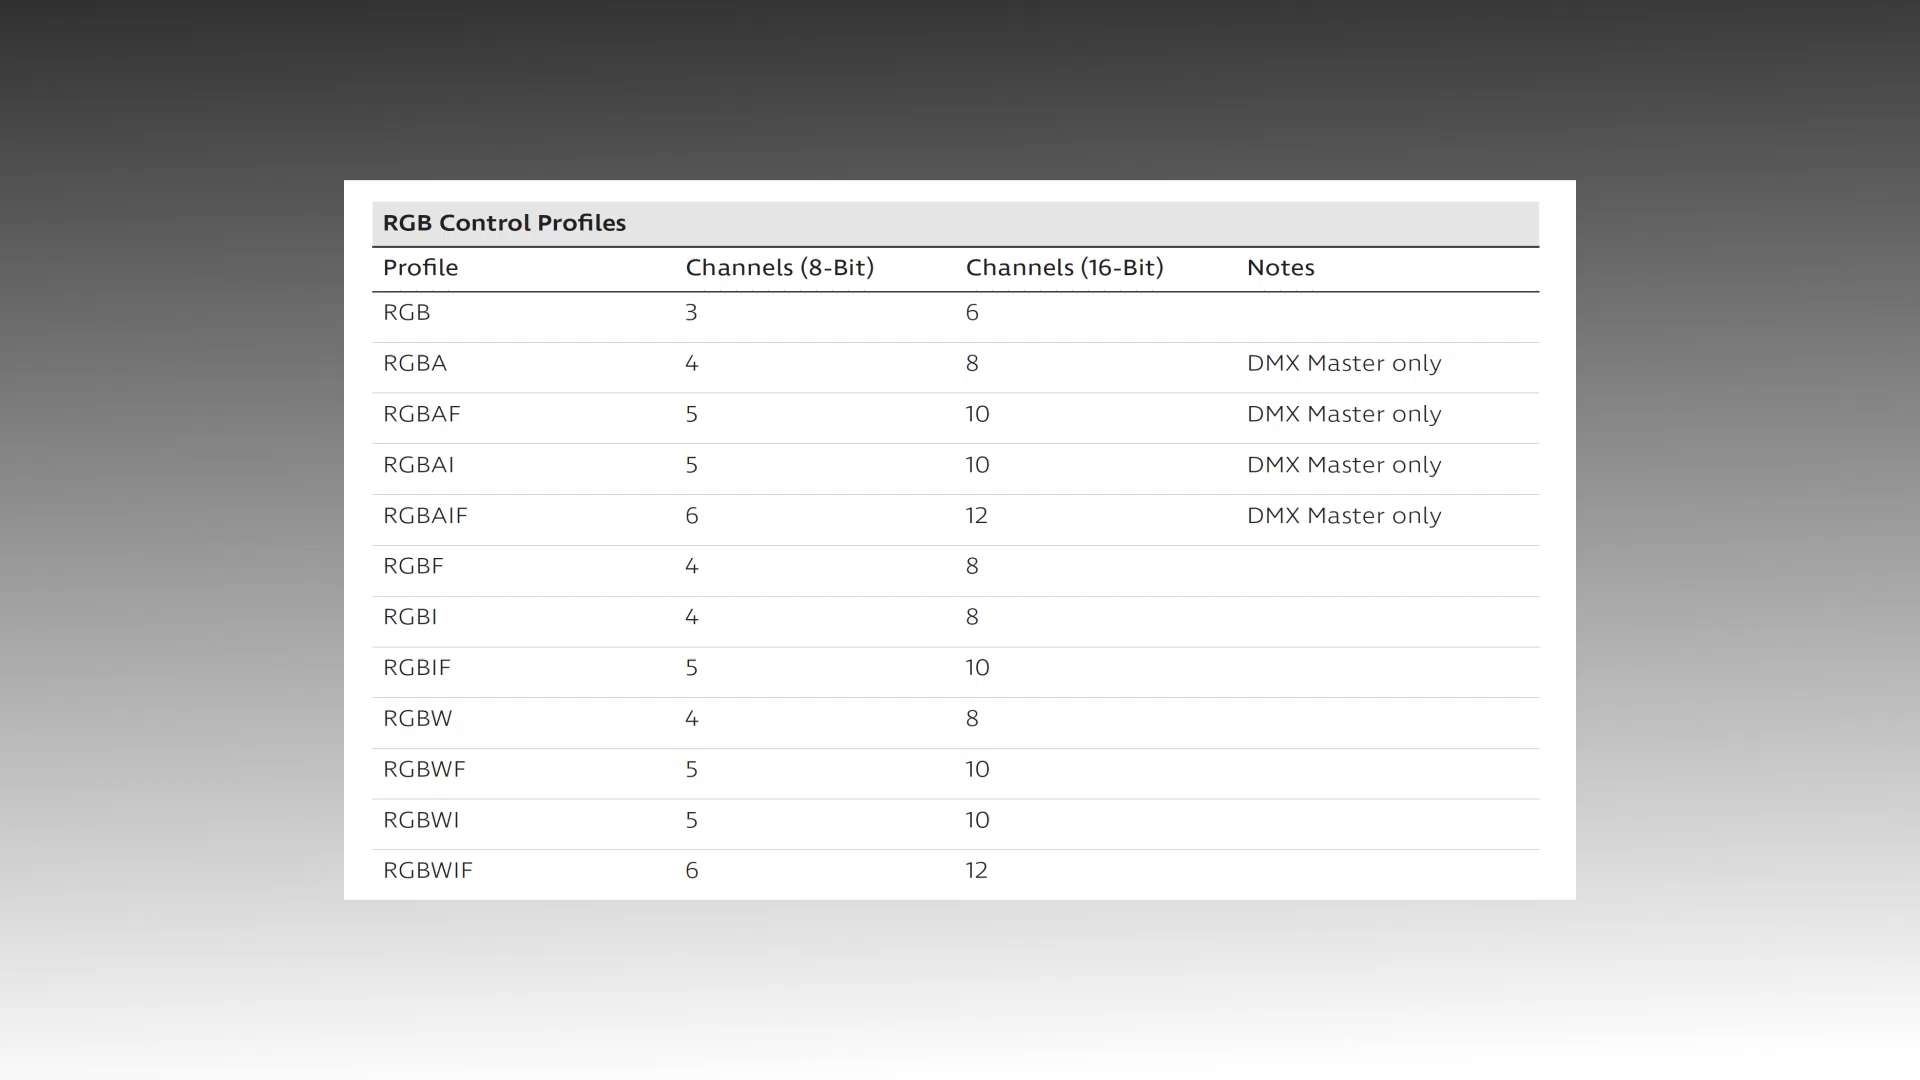 RGB Control Profiles
Profile Channels (8-Bit) Channels (16-Bit) Notes
RGB 3 6
RGBA 4 8 DMX Master only
RGBAF 5 10 DMX Master only
RGBAI 5 10 DMX Master only
RGBAIF 6 12 DMX Master only
RGBF 4 8
RGBI 4 8
RGBIF 5 10
RGBW 4 8
RGBWF 5 10
RGBWI 5 10
RGBWIF 6 12